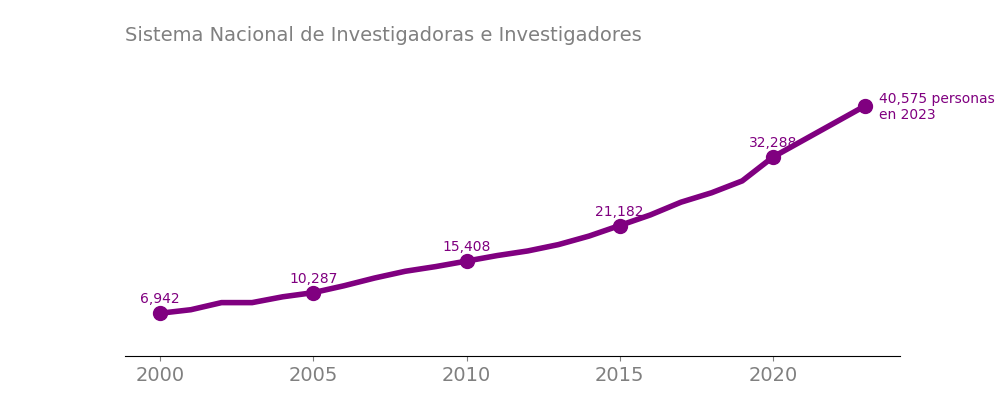 Sistema Nacional de Investigadoras e Investigadores
40,575 personas
en 2023
32,288
21,182
15,408
10,287
6,942
2000 2005 2010 2015 2020